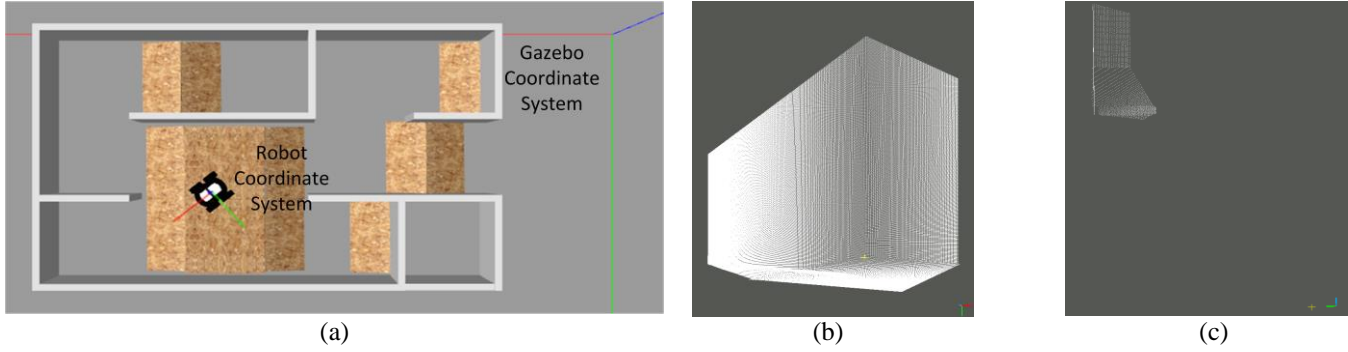 Gazebo
Coordinate
System
Robot
Coordinate
System
(a)
(b)
(c)